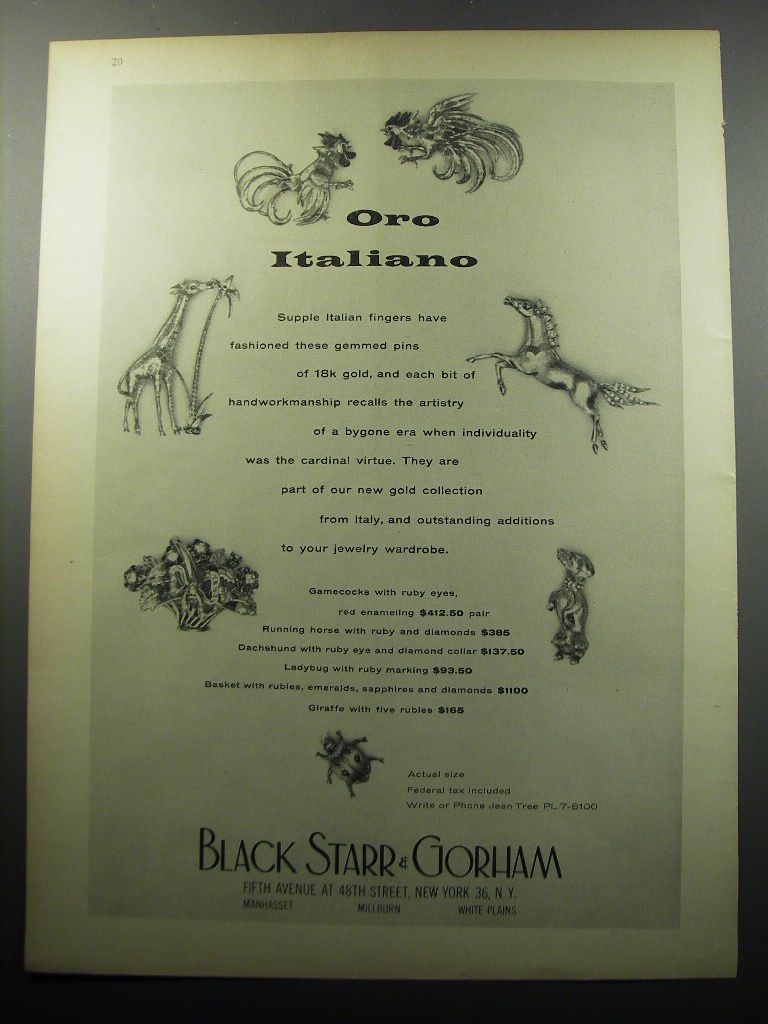 20
Oro
Italiano
Supple Italian fingers have
fashioned these gemmed pins
of 18k gold, and each bit of
handworkmanship recalls the artistry
of a bygone era when individuality
was the cardinal virtue. They are
part of our new gold collection
from Italy, and outstanding additions
to your jewelry wardrobe.
Gamecocks with ruby eyes,
red enameling $412.50 pair
Running horse with ruby and diamonds $385
Dachshund with ruby eye and diamond collar $137.50
Ladybug with ruby marking $93.50
Basket with rubies, emeralds, sapphires and diamonds $1100
Giraffe with five rubies $165
Actual size
Federal tax included
Write or Phone Jean Tree PL 7-5100
BLACK STARR & GORHAM
FIFTH AVENUE AT 48TH STREET, NEW YORK 36, N.Y.
MANHASSET MILLBURN WHITE PLAINS